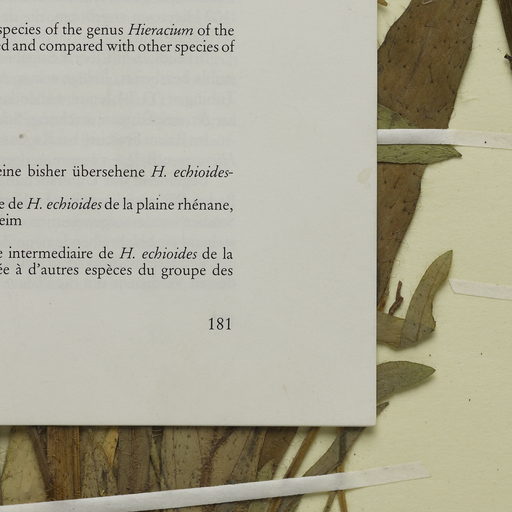 species of the genus Hieracium of the
ed and compared with other species of
eine bisher übersehene H. echioides-
e de H. echioides de la plaine rhénane,
eim
e intermediaire de H. echioides de la
ée à d'autres espèces du groupe des
181